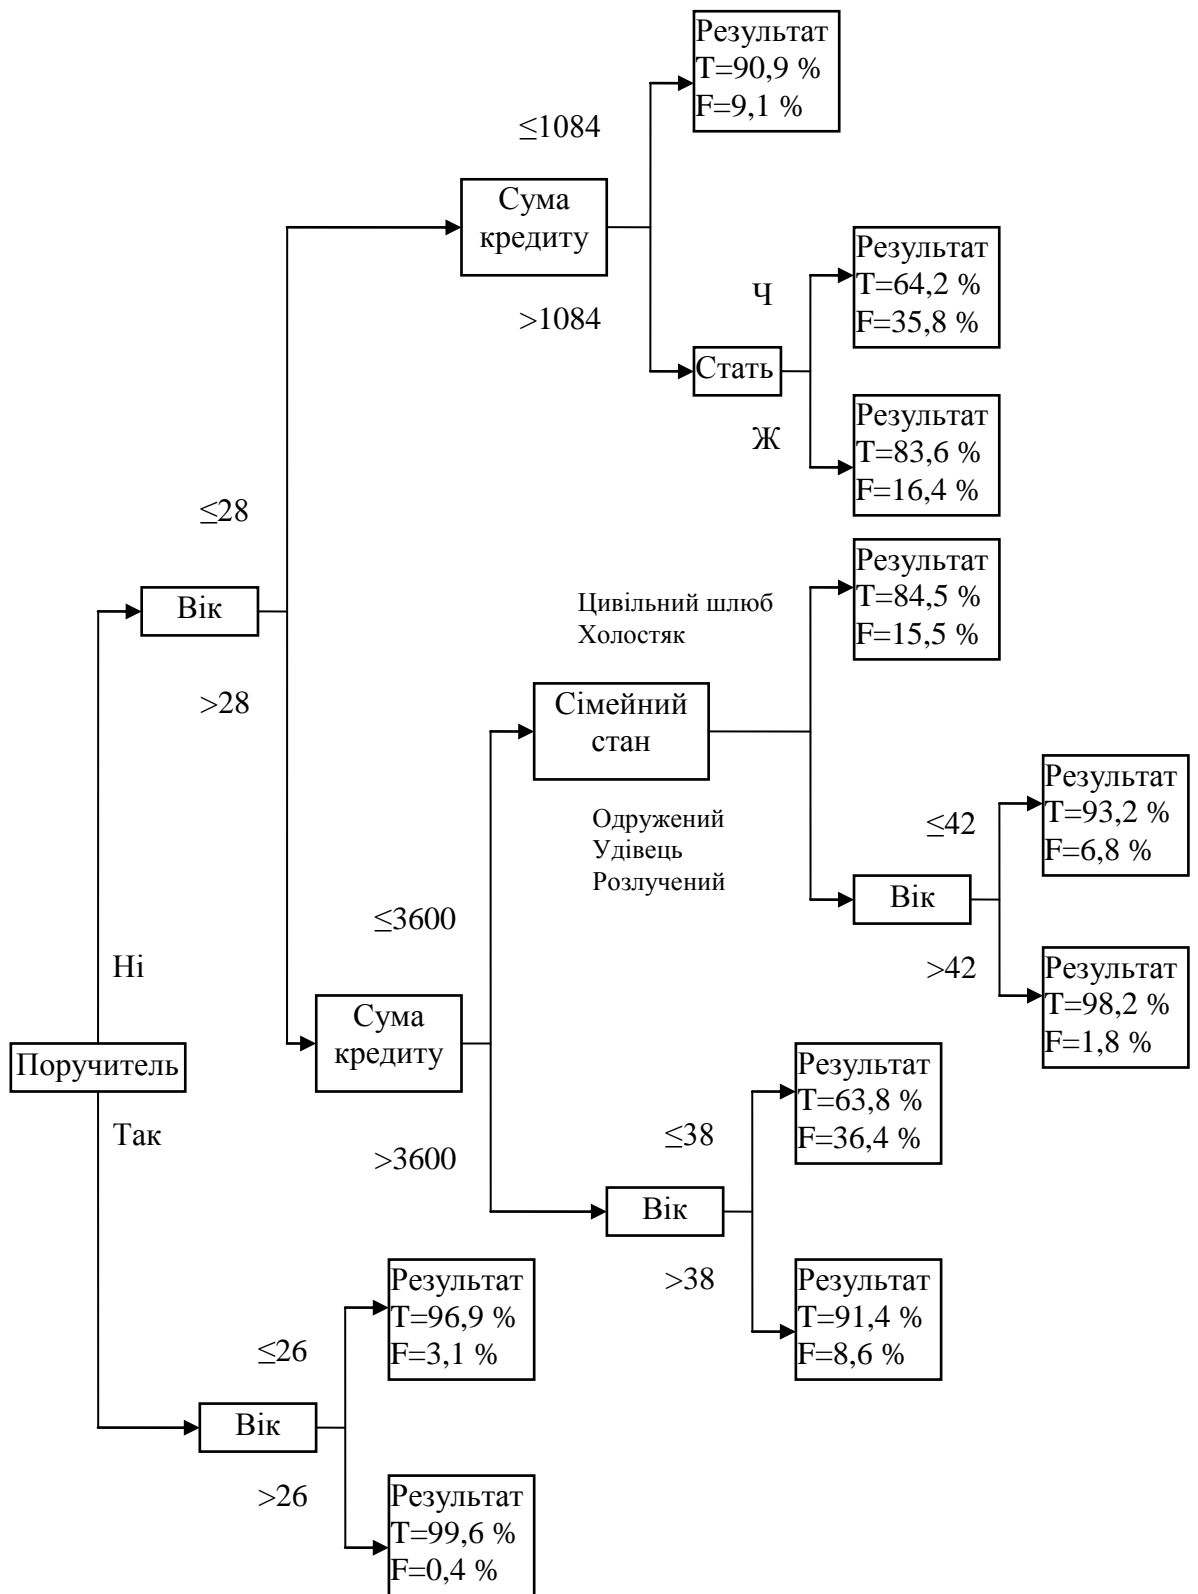 Результат
T=90,9 %
F=9,1 %
≤1084
Сума
кредиту
>1084
Ч
Результат
T=64,2 %
F=35,8 %
Стать
Ж
Результат
T=83,6 %
F=16,4 %
≤28
Вік
>28
Цивільний шлюб
Холостяк
Результат
T=84,5 %
F=15,5 %
Сімейний
стан
Одружений
Удівець
Розлучений
≤42
Результат
T=93,2 %
F=6,8 %
Вік
>42
Результат
T=98,2 %
F=1,8 %
≤3600
Ні
Сума
кредиту
Поручитель
Так
>3600
≤38
Результат
T=63,8 %
F=36,4 %
Вік
>38
Результат
T=91,4 %
F=8,6 %
Результат
T=96,9 %
F=3,1 %
≤26
Вік
>26
Результат
T=99,6 %
F=0,4 %